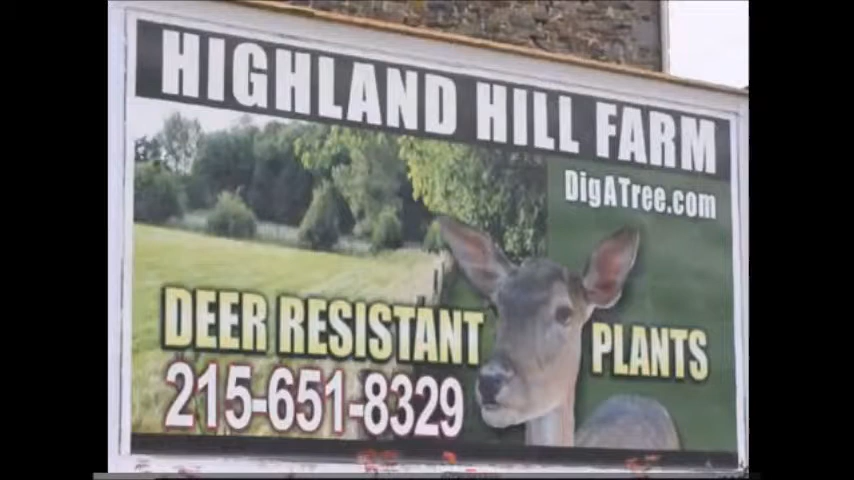 HIGHLAND HILL FARM
DigATree.com
DEER RESISTANT PLANTS
215-651-8329